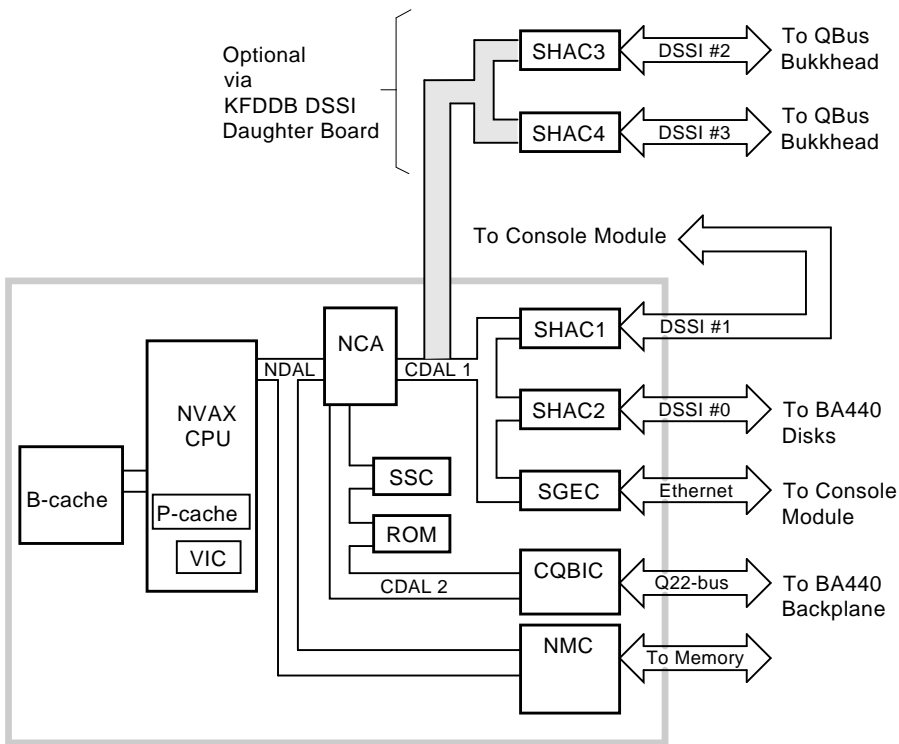 Optional
via
KFDDB DSSI
Daughter Board
SHAC3
DSSI #2
To QBus
Bukkhead
SHAC4
DSSI #3
To QBus
Bukkhead
To Console Module
SHAC1
DSSI #1
NCA
NDAL
CDAL 1
NVAX
CPU
SHAC2
DSSI #0
To BA440
Disks
B-cache
P-cache
VIC
SSC
ROM
SGEC
Ethernet
To Console
Module
CDAL 2
CQBIC
Q22-bus
To BA440
Backplane
NMC
To Memory